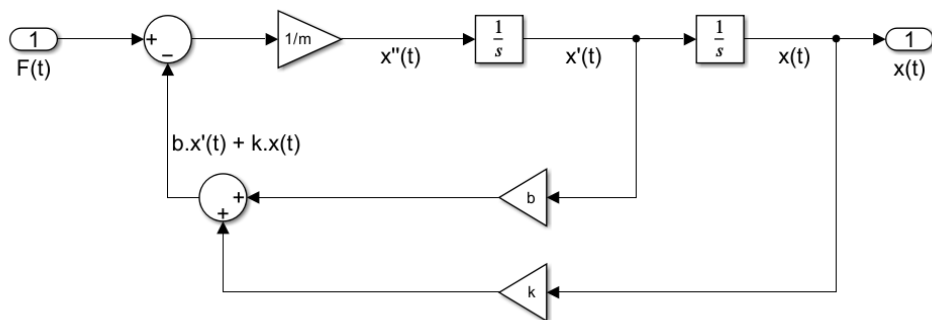 1
F(t)
+
−
1/m
x''(t)
1
s
x'(t)
1
s
x(t)
1
x(t)
b.x'(t) + k.x(t)
+
+
b
k